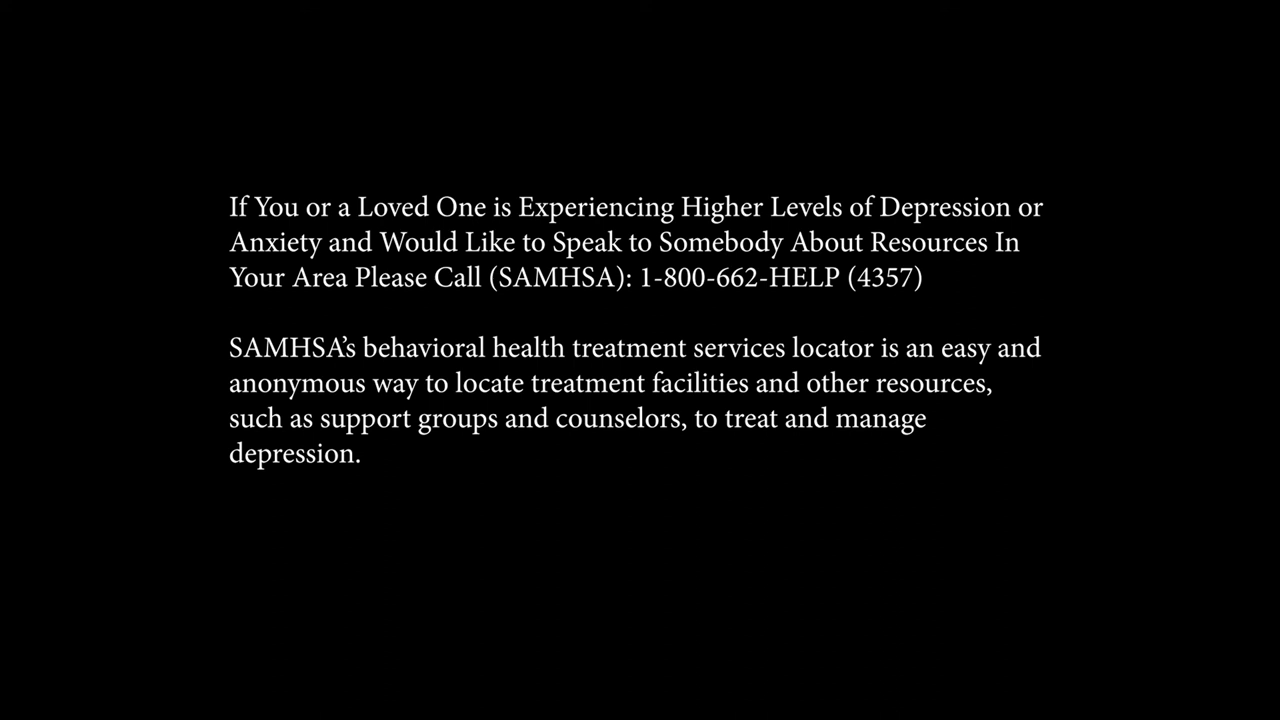 If You or a Loved One is Experiencing Higher Levels of Depression or
Anxiety and Would Like to Speak to Somebody About Resources In
Your Area Please Call (SAMHSA): 1-800-662-HELP (4357)
SAMHSA's behavioral health treatment services locator is an easy and
anonymous way to locate treatment facilities and other resources,
such as support groups and counselors, to treat and manage
depression.